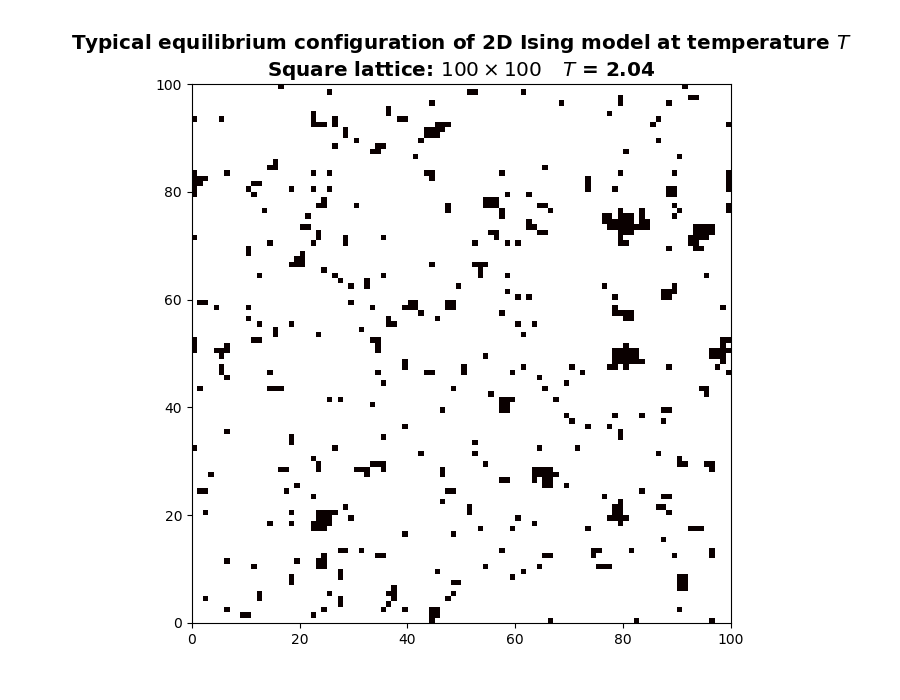 Typical equilibrium configuration of 2D Ising model at temperature T
Square lattice: 100 × 100 T = 2.04
100
80
60
40
20
0
0 20 40 60 80 100